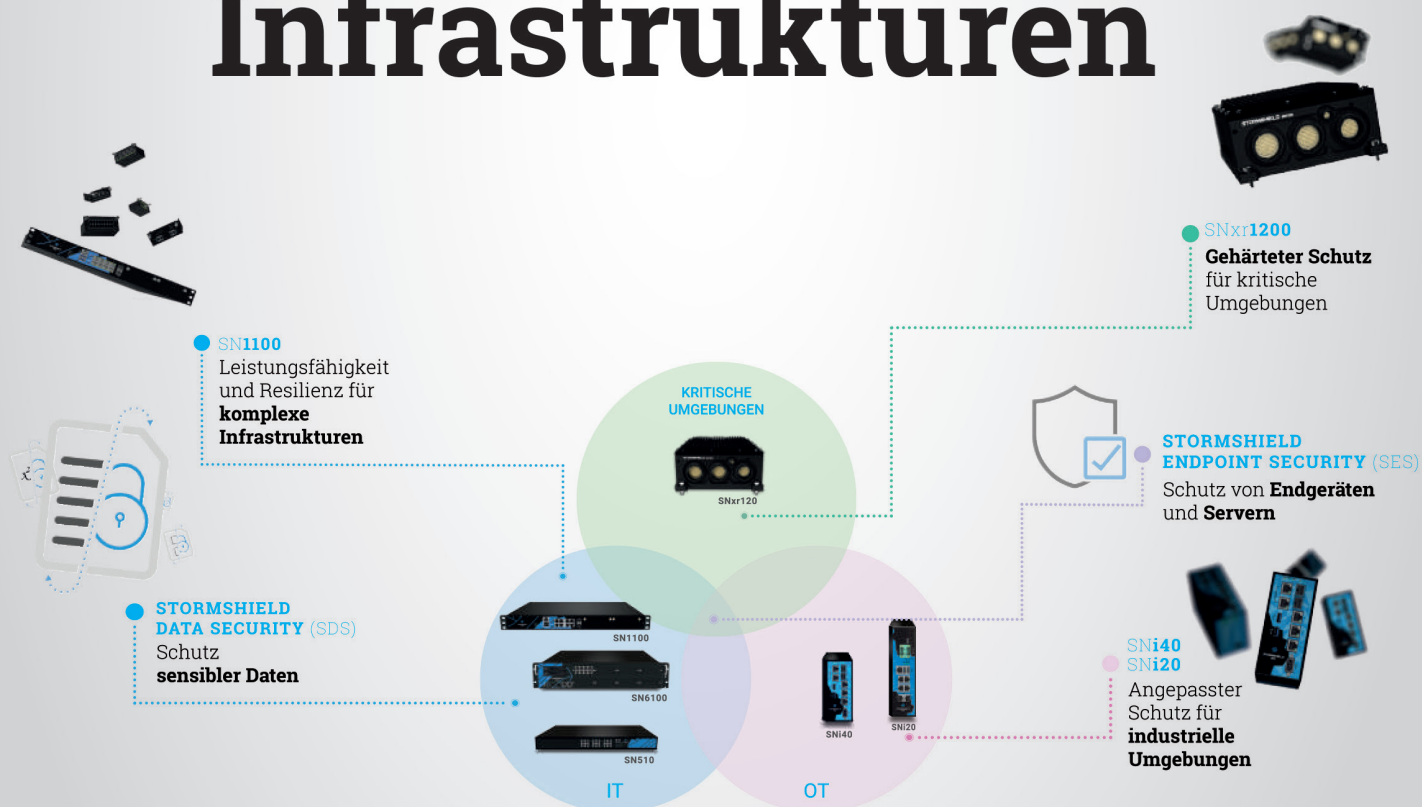 Infrastrukturen
SNxr1200
Gehärteter Schutz
für kritische
Umgebungen
SN1100
Leistungsfähigkeit
und Resilienz für
komplexe
Infrastrukturen
KRITISCHE
UMGEBUNGEN
SNxr120
STORMSHIELD
ENDPOINT SECURITY (SES)
Schutz von Endgeräten
und Servern
STORMSHIELD
DATA SECURITY (SDS)
Schutz
sensibler Daten
SN1100
SN6100
SN510
SNi40
SNi20
SNi40
SNi20
Angepasster
Schutz für
industrielle
Umgebungen
IT
OT